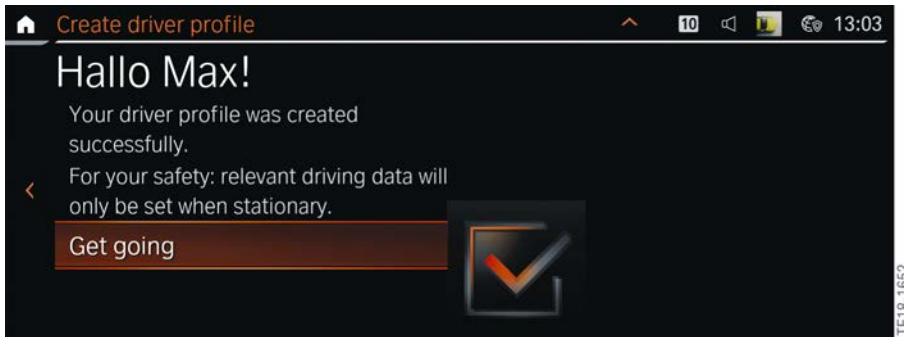 Create driver profile
10
13:03
Hallo Max!
Your driver profile was created
successfully.
For your safety: relevant driving data will
only be set when stationary.
Get going
TE18-1652